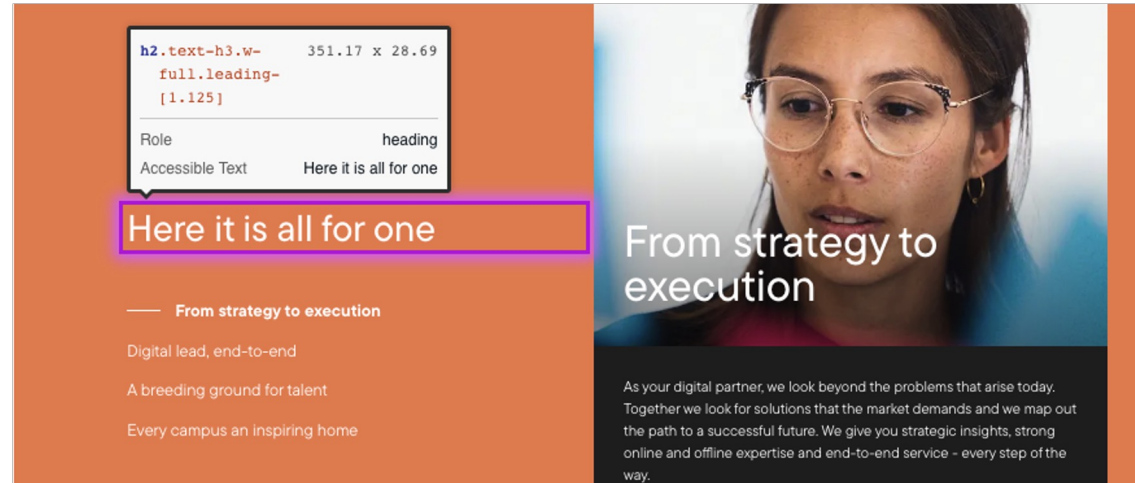 h2.text-h3.w- 351.17 x 28.69
full.leading-
[1.125]
Role heading
Accessible Text Here it is all for one
Here it is all for one
From strategy to execution
Digital lead, end-to-end
A breeding ground for talent
Every campus an inspiring home
From strategy to
execution
As your digital partner, we look beyond the problems that arise today.
Together we look for solutions that the market demands and we map out
the path to a successful future. We give you strategic insights, strong
online and offline expertise and end-to-end service - every step of the
way.